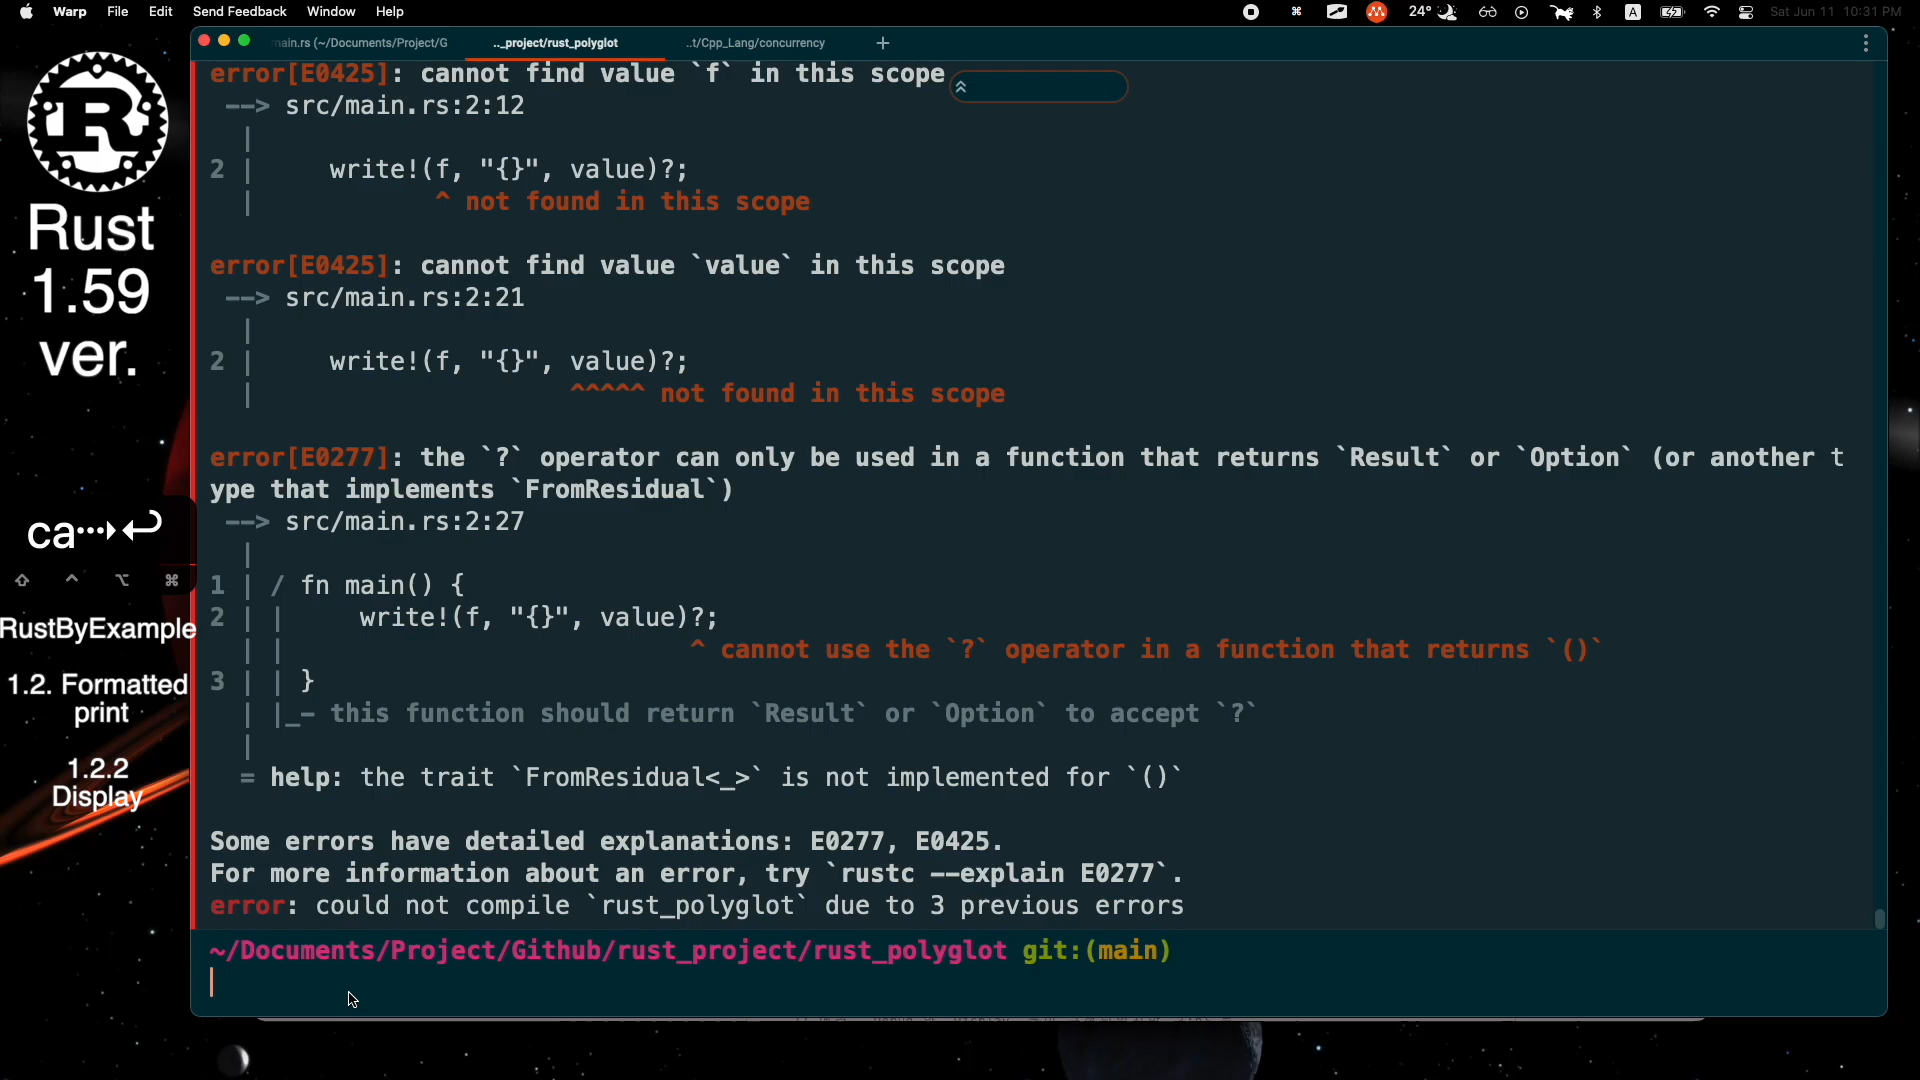 Warp File Edit Send Feedback Window Help 24° A Sat Jun 11 10:31 PM
main.rs (~/Documents/Project/G .._project/rust_polyglot ..t/Cpp_Lang/concurrency +
error[E0425]: cannot find value `f` in this scope
--> src/main.rs:2:12
|
2 | write!(f, "{}", value)?;
| ^ not found in this scope
error[E0425]: cannot find value `value` in this scope
--> src/main.rs:2:21
|
2 | write!(f, "{}", value)?;
| ^^^^^ not found in this scope
error[E0277]: the `?` operator can only be used in a function that returns `Result` or `Option` (or another t
ype that implements `FromResidual`)
--> src/main.rs:2:27
|
1 | / fn main() {
2 | | write!(f, "{}", value)?;
| | ^ cannot use the `?` operator in a function that returns `()`
3 | | }
| |_- this function should return `Result` or `Option` to accept `?`
|
= help: the trait `FromResidual<_>` is not implemented for `()`
Some errors have detailed explanations: E0277, E0425.
For more information about an error, try `rustc --explain E0277`.
error: could not compile `rust_polyglot` due to 3 previous errors
~/Documents/Project/Github/rust_project/rust_polyglot git:(main)
R
Rust
1.59
ver.
ca···→↩
⇧ ⌃ ⌥ ⌘
RustByExample
1.2. Formatted
print
1.2.2
Display